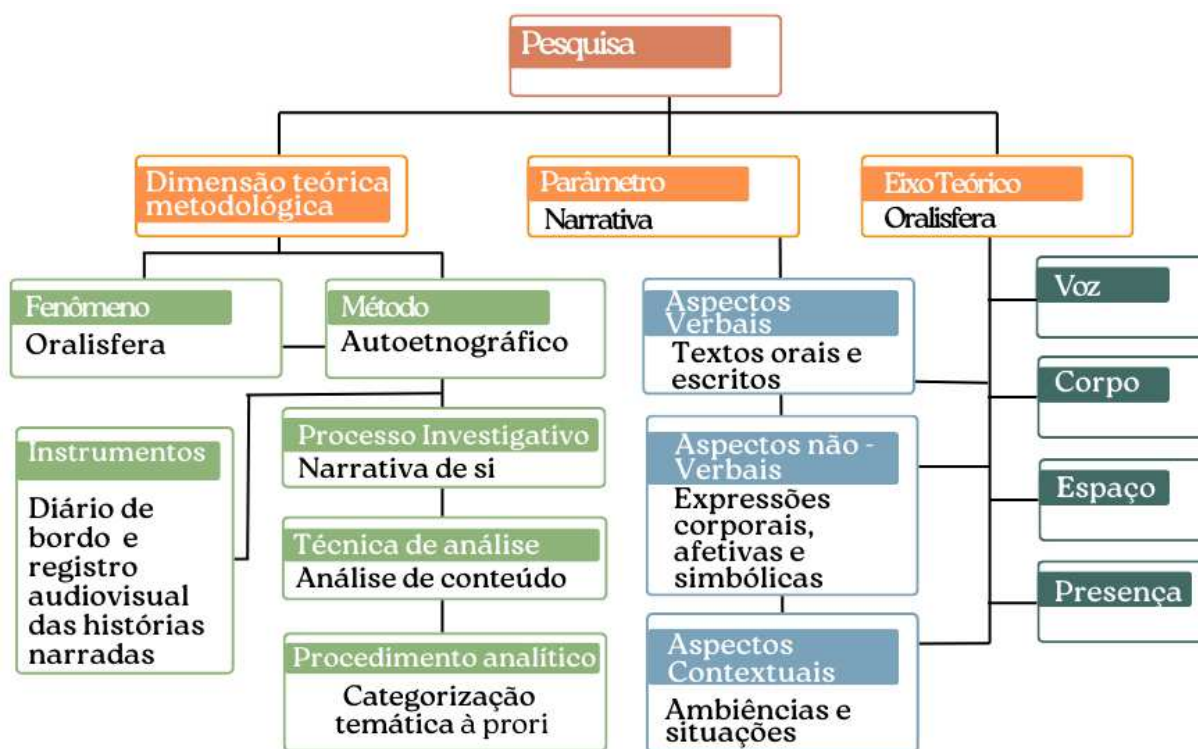 Pesquisa
Dimensão teórica
metodológica
Parâmetro
Narrativa
Eixo Teórico
Oralisfera
Fenômeno
Oralisfera
Método
Autoetnográfico
Instrumentos
Diário de
bordo e
registro
audiovisual
das histórias
narradas
Processo Investigativo
Narrativa de si
Técnica de análise
Análise de conteúdo
Procedimento analítico
Categorização
temática à priori
Aspectos
Verbais
Textos orais e
escritos
Aspectos não -
Verbais
Expressões
corporais,
afetivas e
simbólicas
Aspectos
Contextuais
Ambiências e
situações
Voz
Corpo
Espaço
Presença